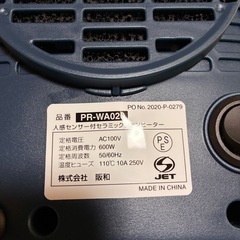 PO No. 2020-P-0279
品番 PR-WA02
人感センサー付セラミック ヒーター
定格電圧 AC100V
定格消費電力 600W
定格周波数 50/60Hz
温度ヒューズ 110℃ 10A 250V
株式会社 阪和
PSE
JET
MADE IN CHINA